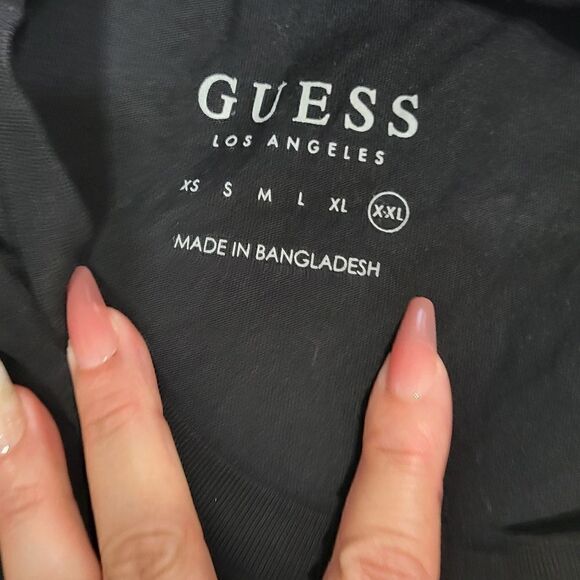 GUESS
LOS ANGELES
XS S M L XL XXL
MADE IN BANGLADESH